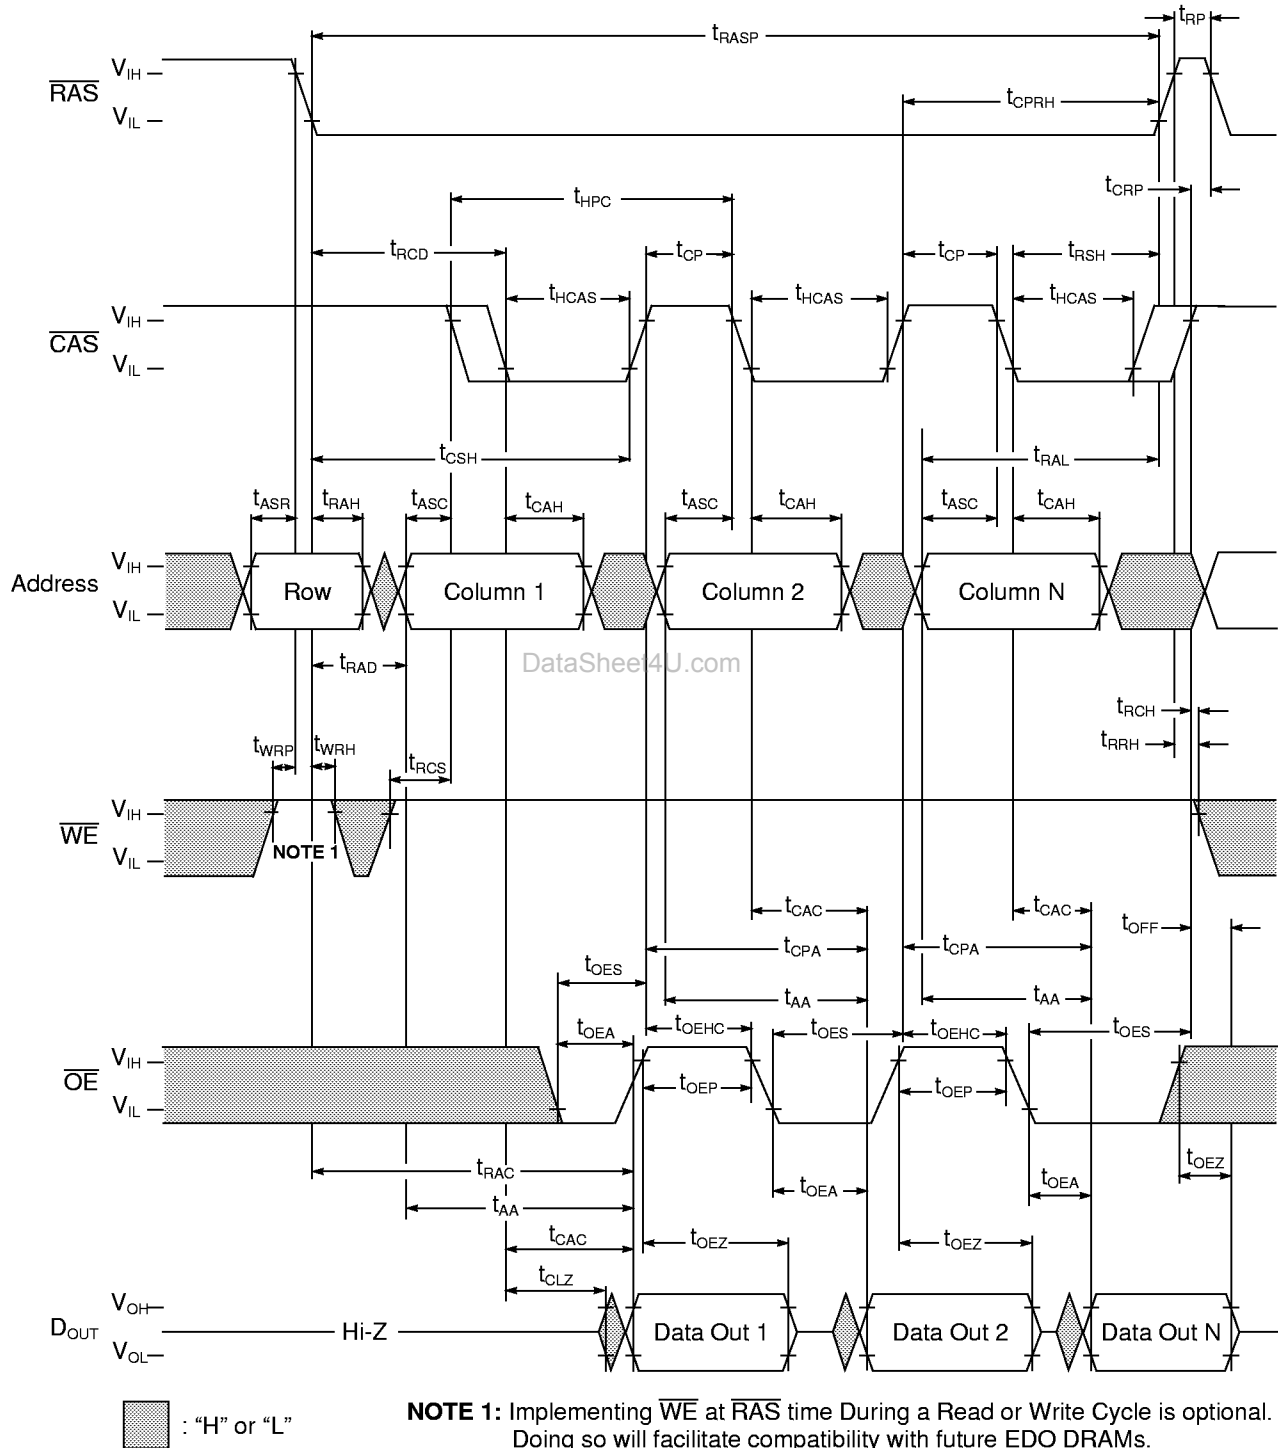 tRP
tRASP
RAS VIH
VIL
tCPRH
tCRP
tHPC
tRCD tCP tCP tRSH
tHCAS tHCAS tHCAS
CAS VIH
VIL
tCSH tRAL
tASR tRAH tASC tCAH tASC tCAH tASC tCAH
Address VIH
VIL
Row Column 1 Column 2 Column N
tRAD
DataSheet4U.com
tRCH
tRRH
tWRP tWRH tRCS
WE VIH
VIL
NOTE 1
tCAC tCAC
tOFF
tCPA tCPA
tOES
tAA tAA
tOEA tOEHC tOES tOEHC tOES
OE VIH
VIL
tOEP tOEP
tRAC tOEZ
tOEA tOEA
tAA
tCAC tOEZ tOEZ
tCLZ
DOUT VOH
VOL
Hi-Z Data Out 1 Data Out 2 Data Out N
: “H” or “L”
NOTE 1: Implementing WE at RAS time During a Read or Write Cycle is optional.
Doing so will facilitate compatibility with future EDO DRAMs.